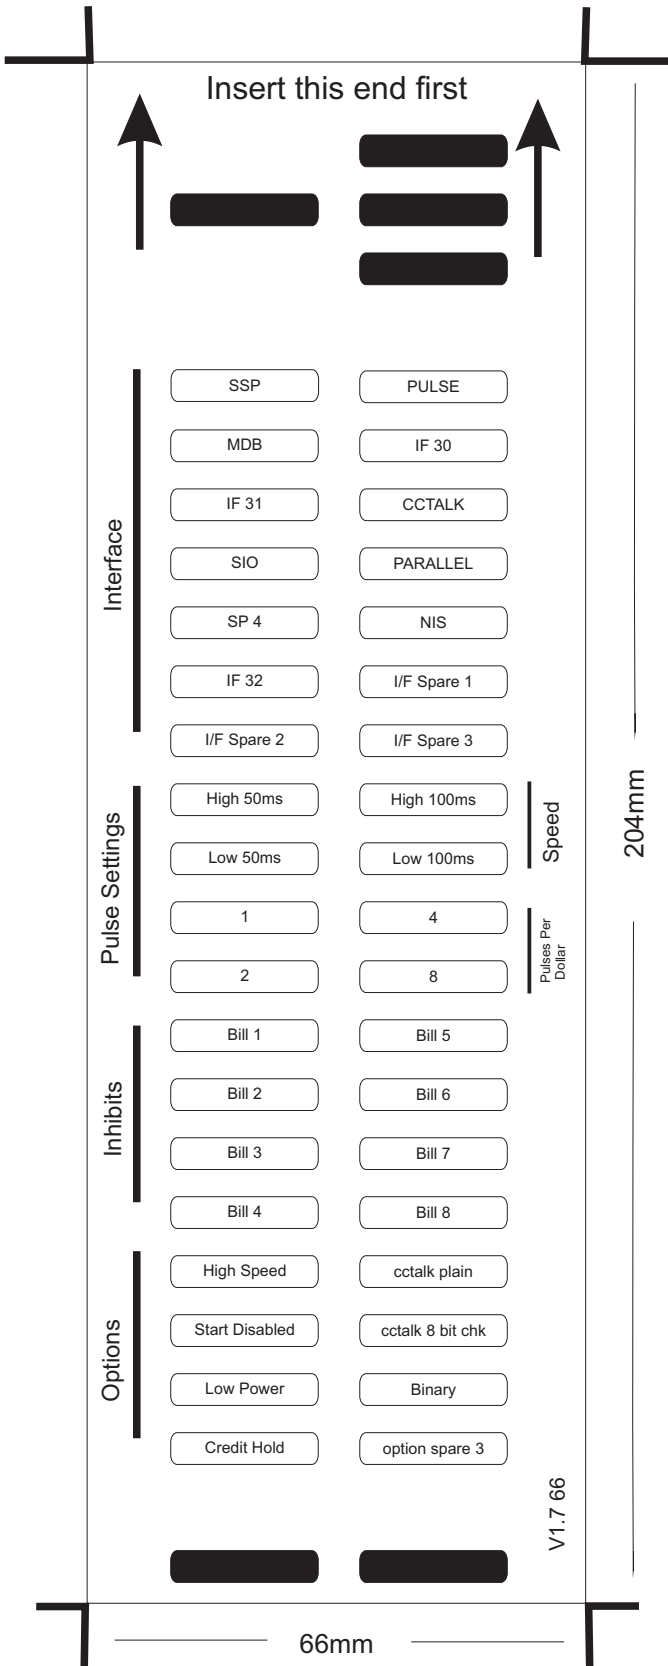 Insert this end first
Interface
SSP
PULSE
MDB
IF 30
IF 31
CCTALK
SIO
PARALLEL
SP 4
NIS
IF 32
I/F Spare 1
I/F Spare 2
I/F Spare 3
Pulse Settings
High 50ms
High 100ms
Speed
Low 50ms
Low 100ms
1
4
Pulses Per
Dollar
2
8
Inhibits
Bill 1
Bill 5
Bill 2
Bill 6
Bill 3
Bill 7
Bill 4
Bill 8
Options
High Speed
cctalk plain
Start Disabled
cctalk 8 bit chk
Low Power
Binary
Credit Hold
option spare 3
V1.7 66
204mm
66mm